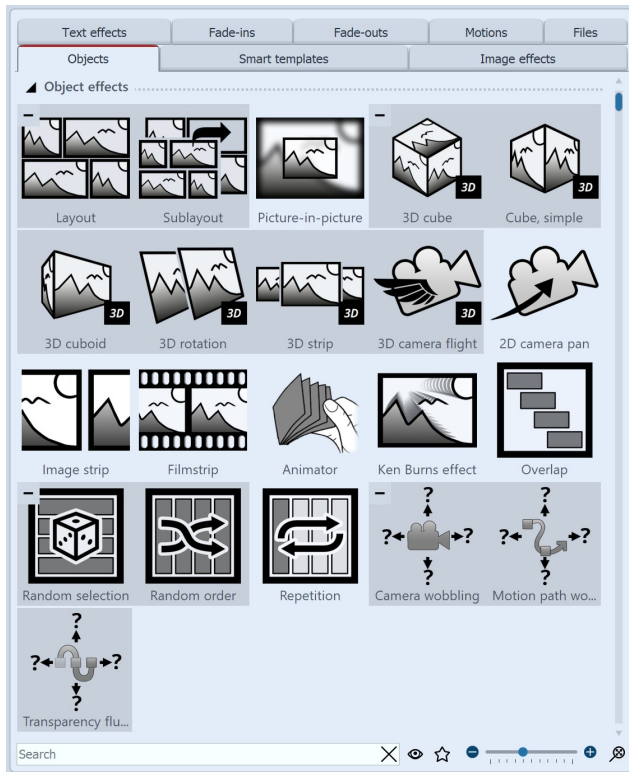 Text effects Fade-ins Fade-outs Motions Files
Objects Smart templates Image effects
Object effects
Layout Sublayout Picture-in-picture 3D cube Cube, simple
3D 3D
3D cuboid 3D rotation 3D strip 3D camera flight 2D camera pan
3D 3D 3D 3D
Image strip Filmstrip Animator Ken Burns effect Overlap
Random selection Random order Repetition Camera wobbling Motion path wo...
? ? ? ? ? ? ? ?
Transparency flu...
? ? ? ?
Search